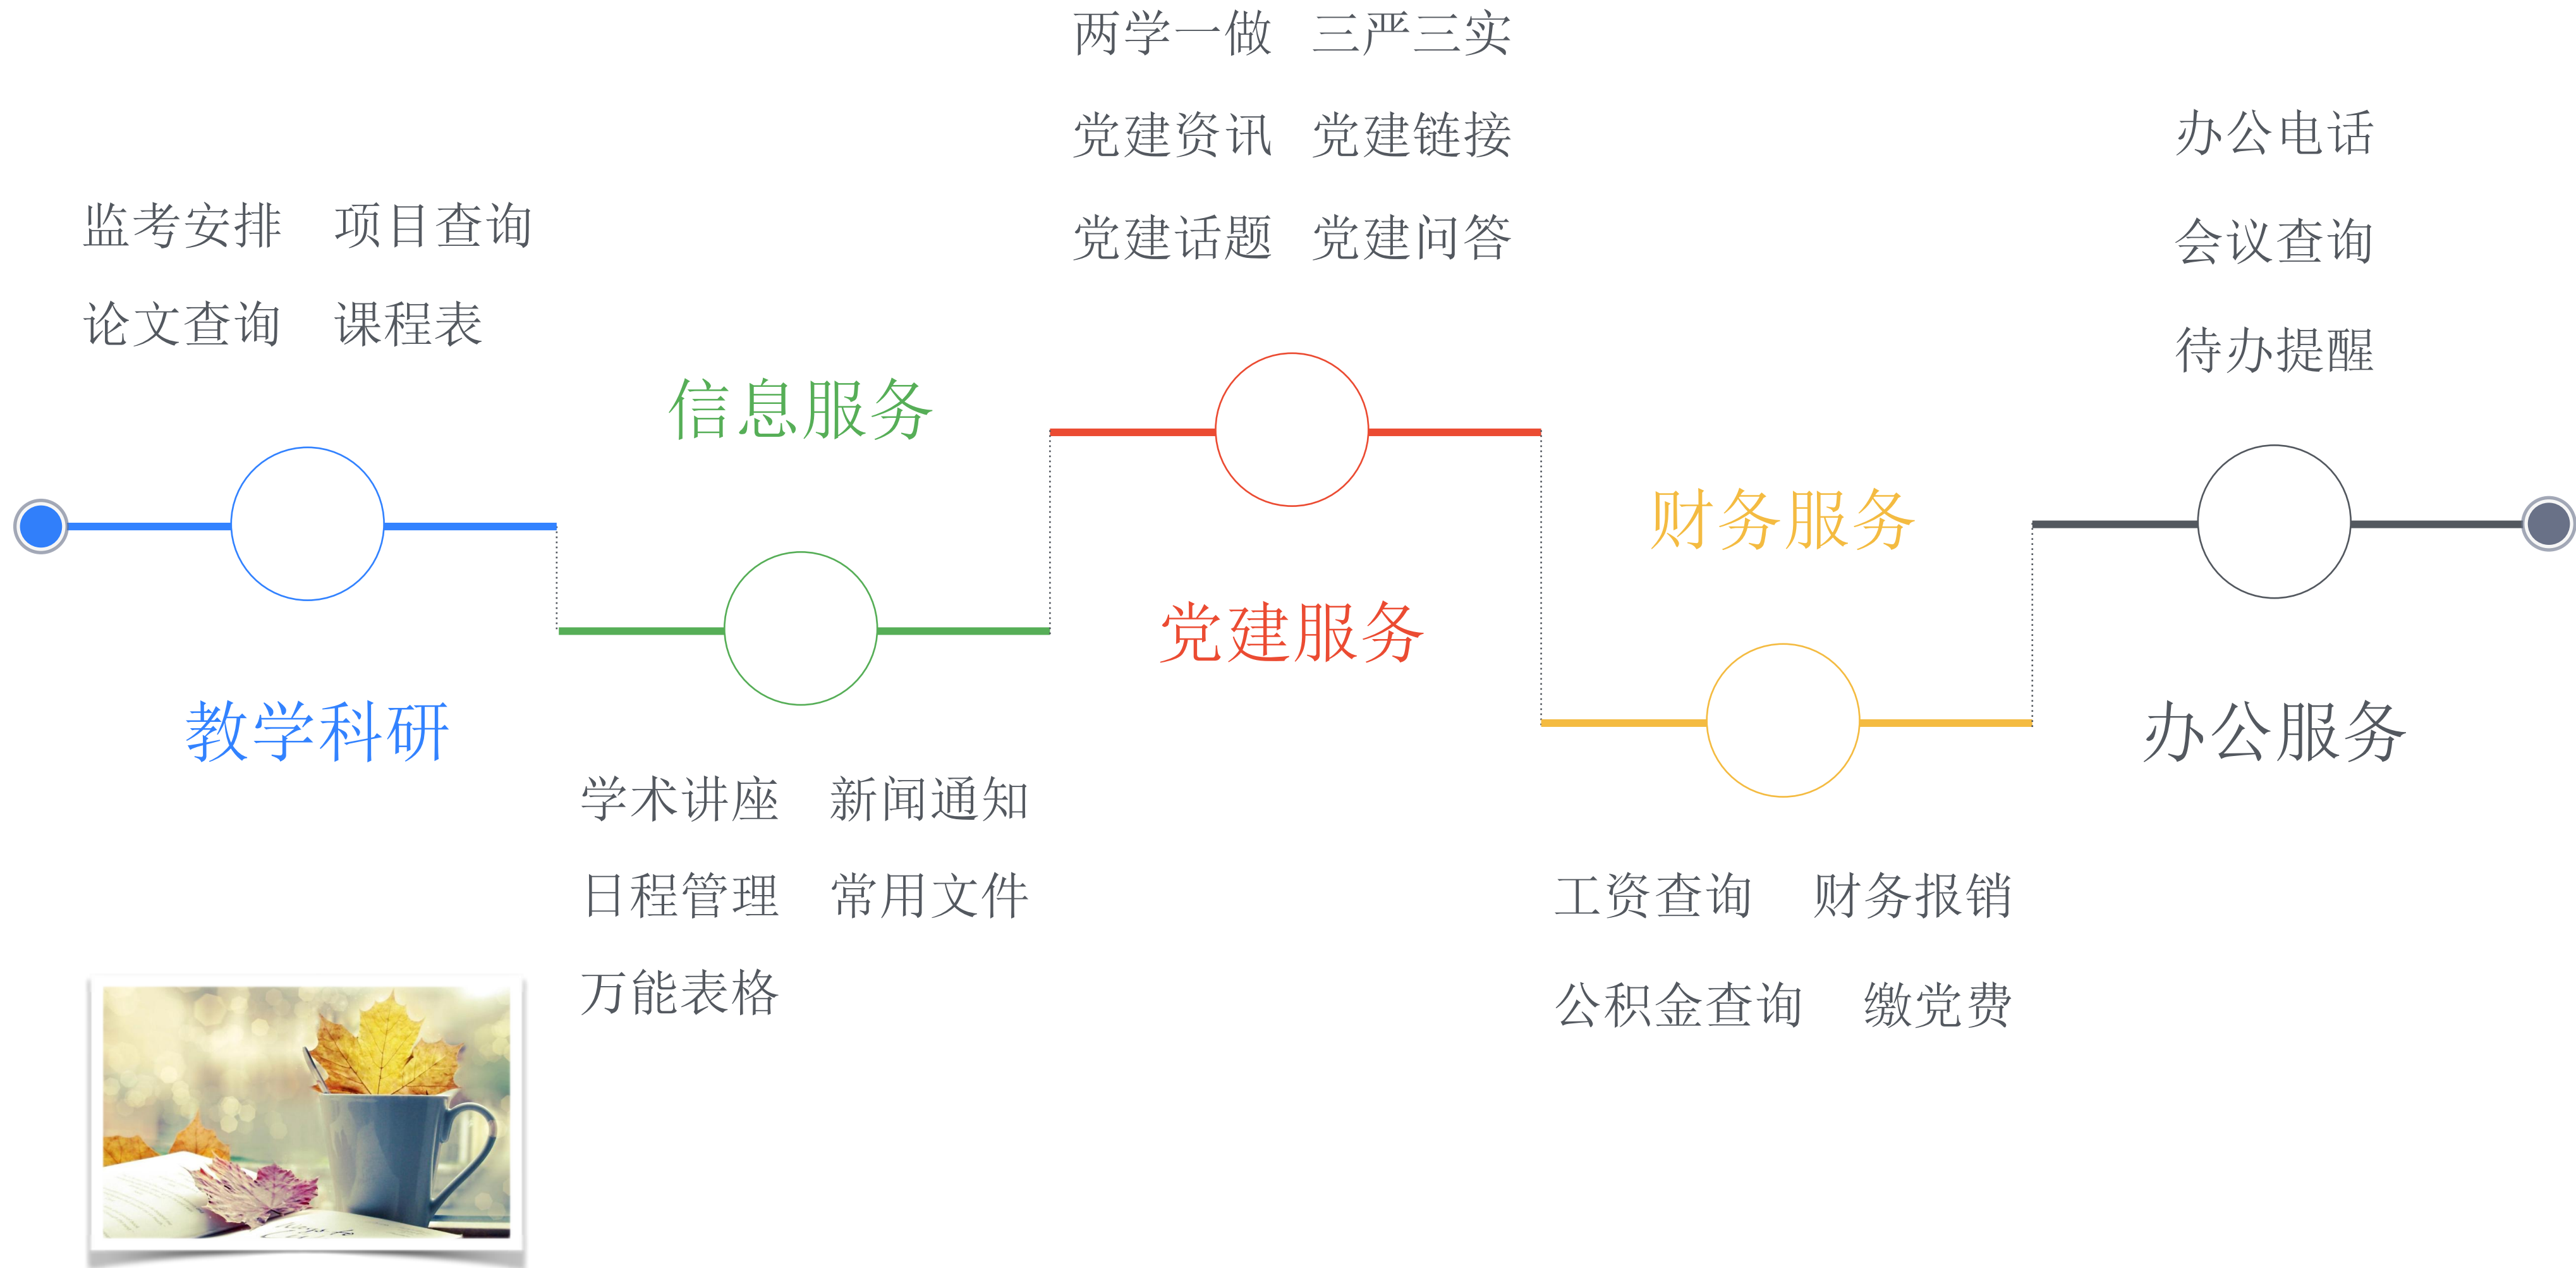 监考安排 项目查询
论文查询 课程表
教学科研
信息服务
学术讲座 新闻通知
日程管理 常用文件
万能表格
两学一做 三严三实
党建资讯 党建链接
党建话题 党建问答
党建服务
财务服务
工资查询 财务报销
公积金查询 缴党费
办公电话
会议查询
待办提醒
办公服务